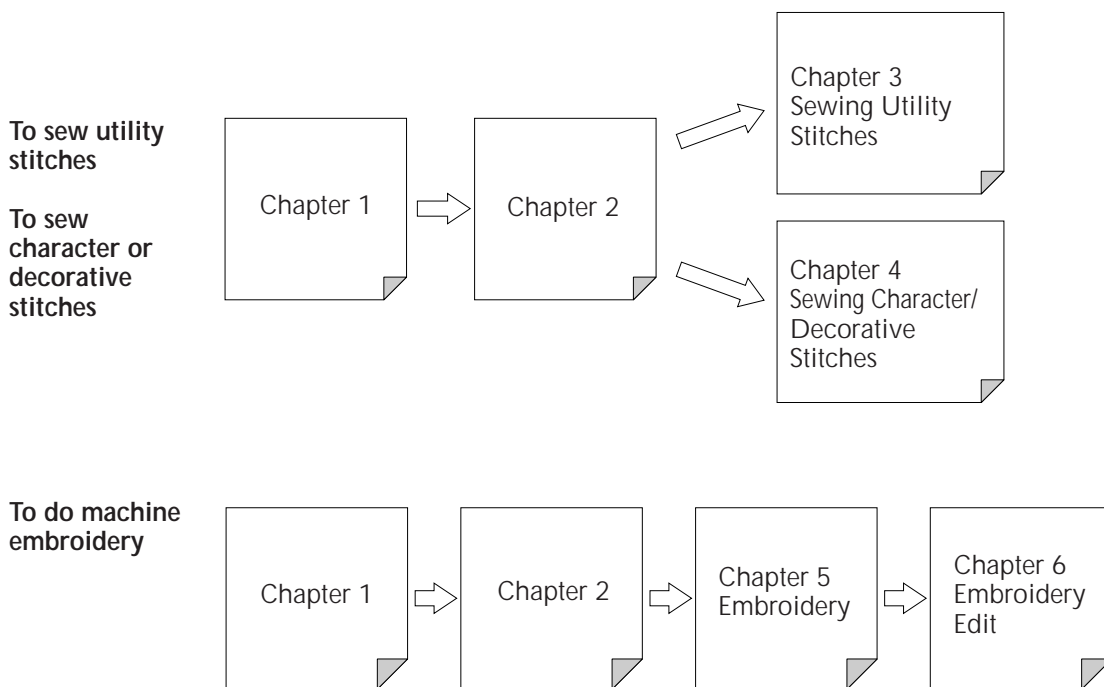 To sew utility
stitches
To sew
character or
decorative
stitches
Chapter 1
Chapter 2
Chapter 3
Sewing Utility
Stitches
Chapter 4
Sewing Character/
Decorative
Stitches
To do machine
embroidery
Chapter 1
Chapter 2
Chapter 5
Embroidery
Chapter 6
Embroidery
Edit